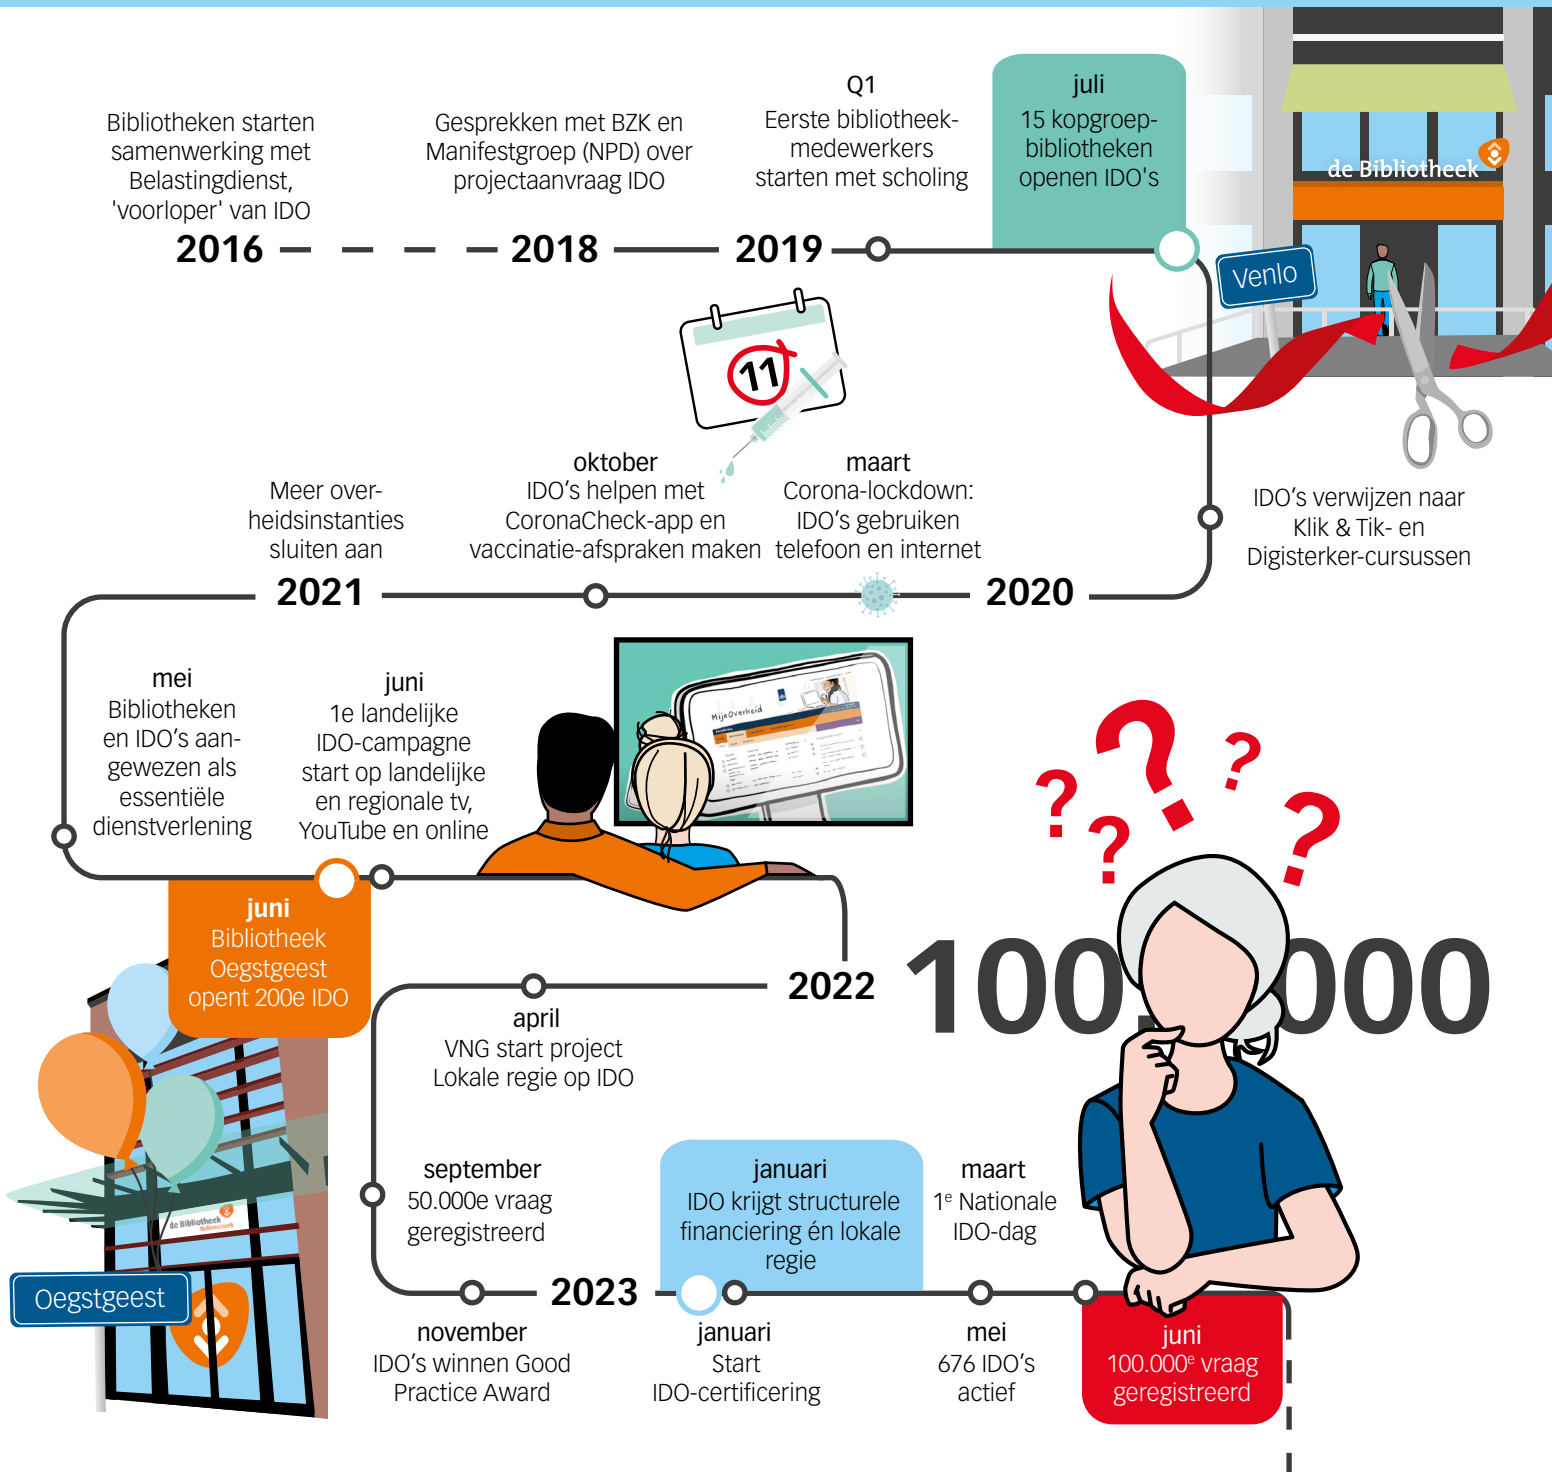 Bibliotheken starten
samenwerking met
Belastingdienst,
'voorloper' van IDO
2016
Gesprekken met BZK en
Manifestgroep (NPD) over
projectaanvraag IDO
2018
Q1
Eerste bibliotheek-
medewerkers
starten met scholing
2019
juli
15 kopgroep-
bibliotheken
openen IDO's
de Bibliotheek
Venlo
11
IDO’s verwijzen naar
Klik & Tik- en
Digisterker-cursussen
2020
maart
Corona-lockdown:
IDO’s gebruiken
telefoon en internet
oktober
IDO’s helpen met
CoronaCheck-app en
vaccinatie-afspraken maken
Meer over-
heidsinstanties
sluiten aan
2021
mei
Bibliotheken
en IDO’s aan-
gewezen als
essentiële
dienstverlening
juni
1e landelijke
IDO-campagne
start op landelijke
en regionale tv,
YouTube en online
MijnOverheid
juni
Bibliotheek
Oegstgeest
opent 200e IDO
2022
? ? ? ? ?
100.000
april
VNG start project
Lokale regie op IDO
september
50.000e vraag
geregistreerd
november
IDO’s winnen Good
Practice Award
2023
januari
IDO krijgt structurele
financiering én lokale
regie
januari
Start
IDO-certificering
maart
1e Nationale
IDO-dag
mei
676 IDO’s
actief
juni
100.000e vraag
geregistreerd
de Bibliotheek
Oegstgeest